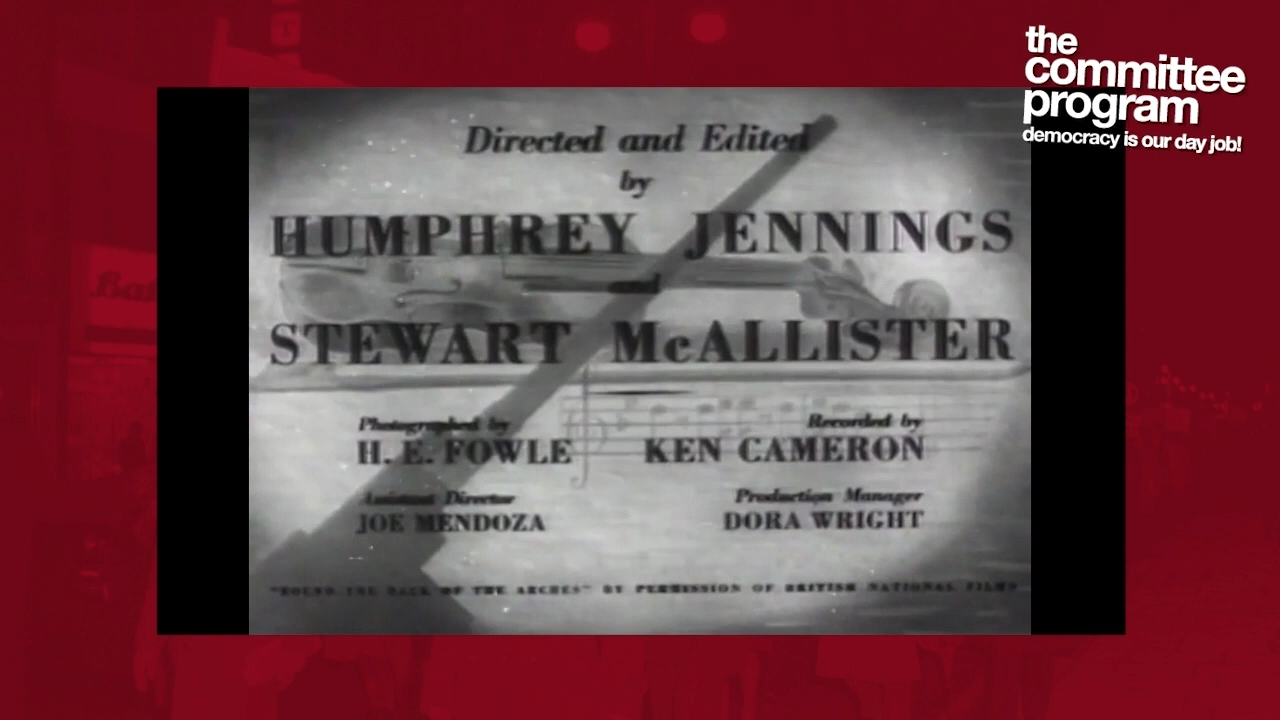 the
committee
program
democracy is our day job!
Directed and Edited
by
HUMPHREY JENNINGS
and
STEWART McALLISTER
Photographed by
H. E. FOWLE
Recorded by
KEN CAMERON
Assistant Director
JOE MENDOZA
Production Manager
DORA WRIGHT
"ROUND THE BACK OF THE ARCHES" BY PERMISSION OF BRITISH NATIONAL FILMS